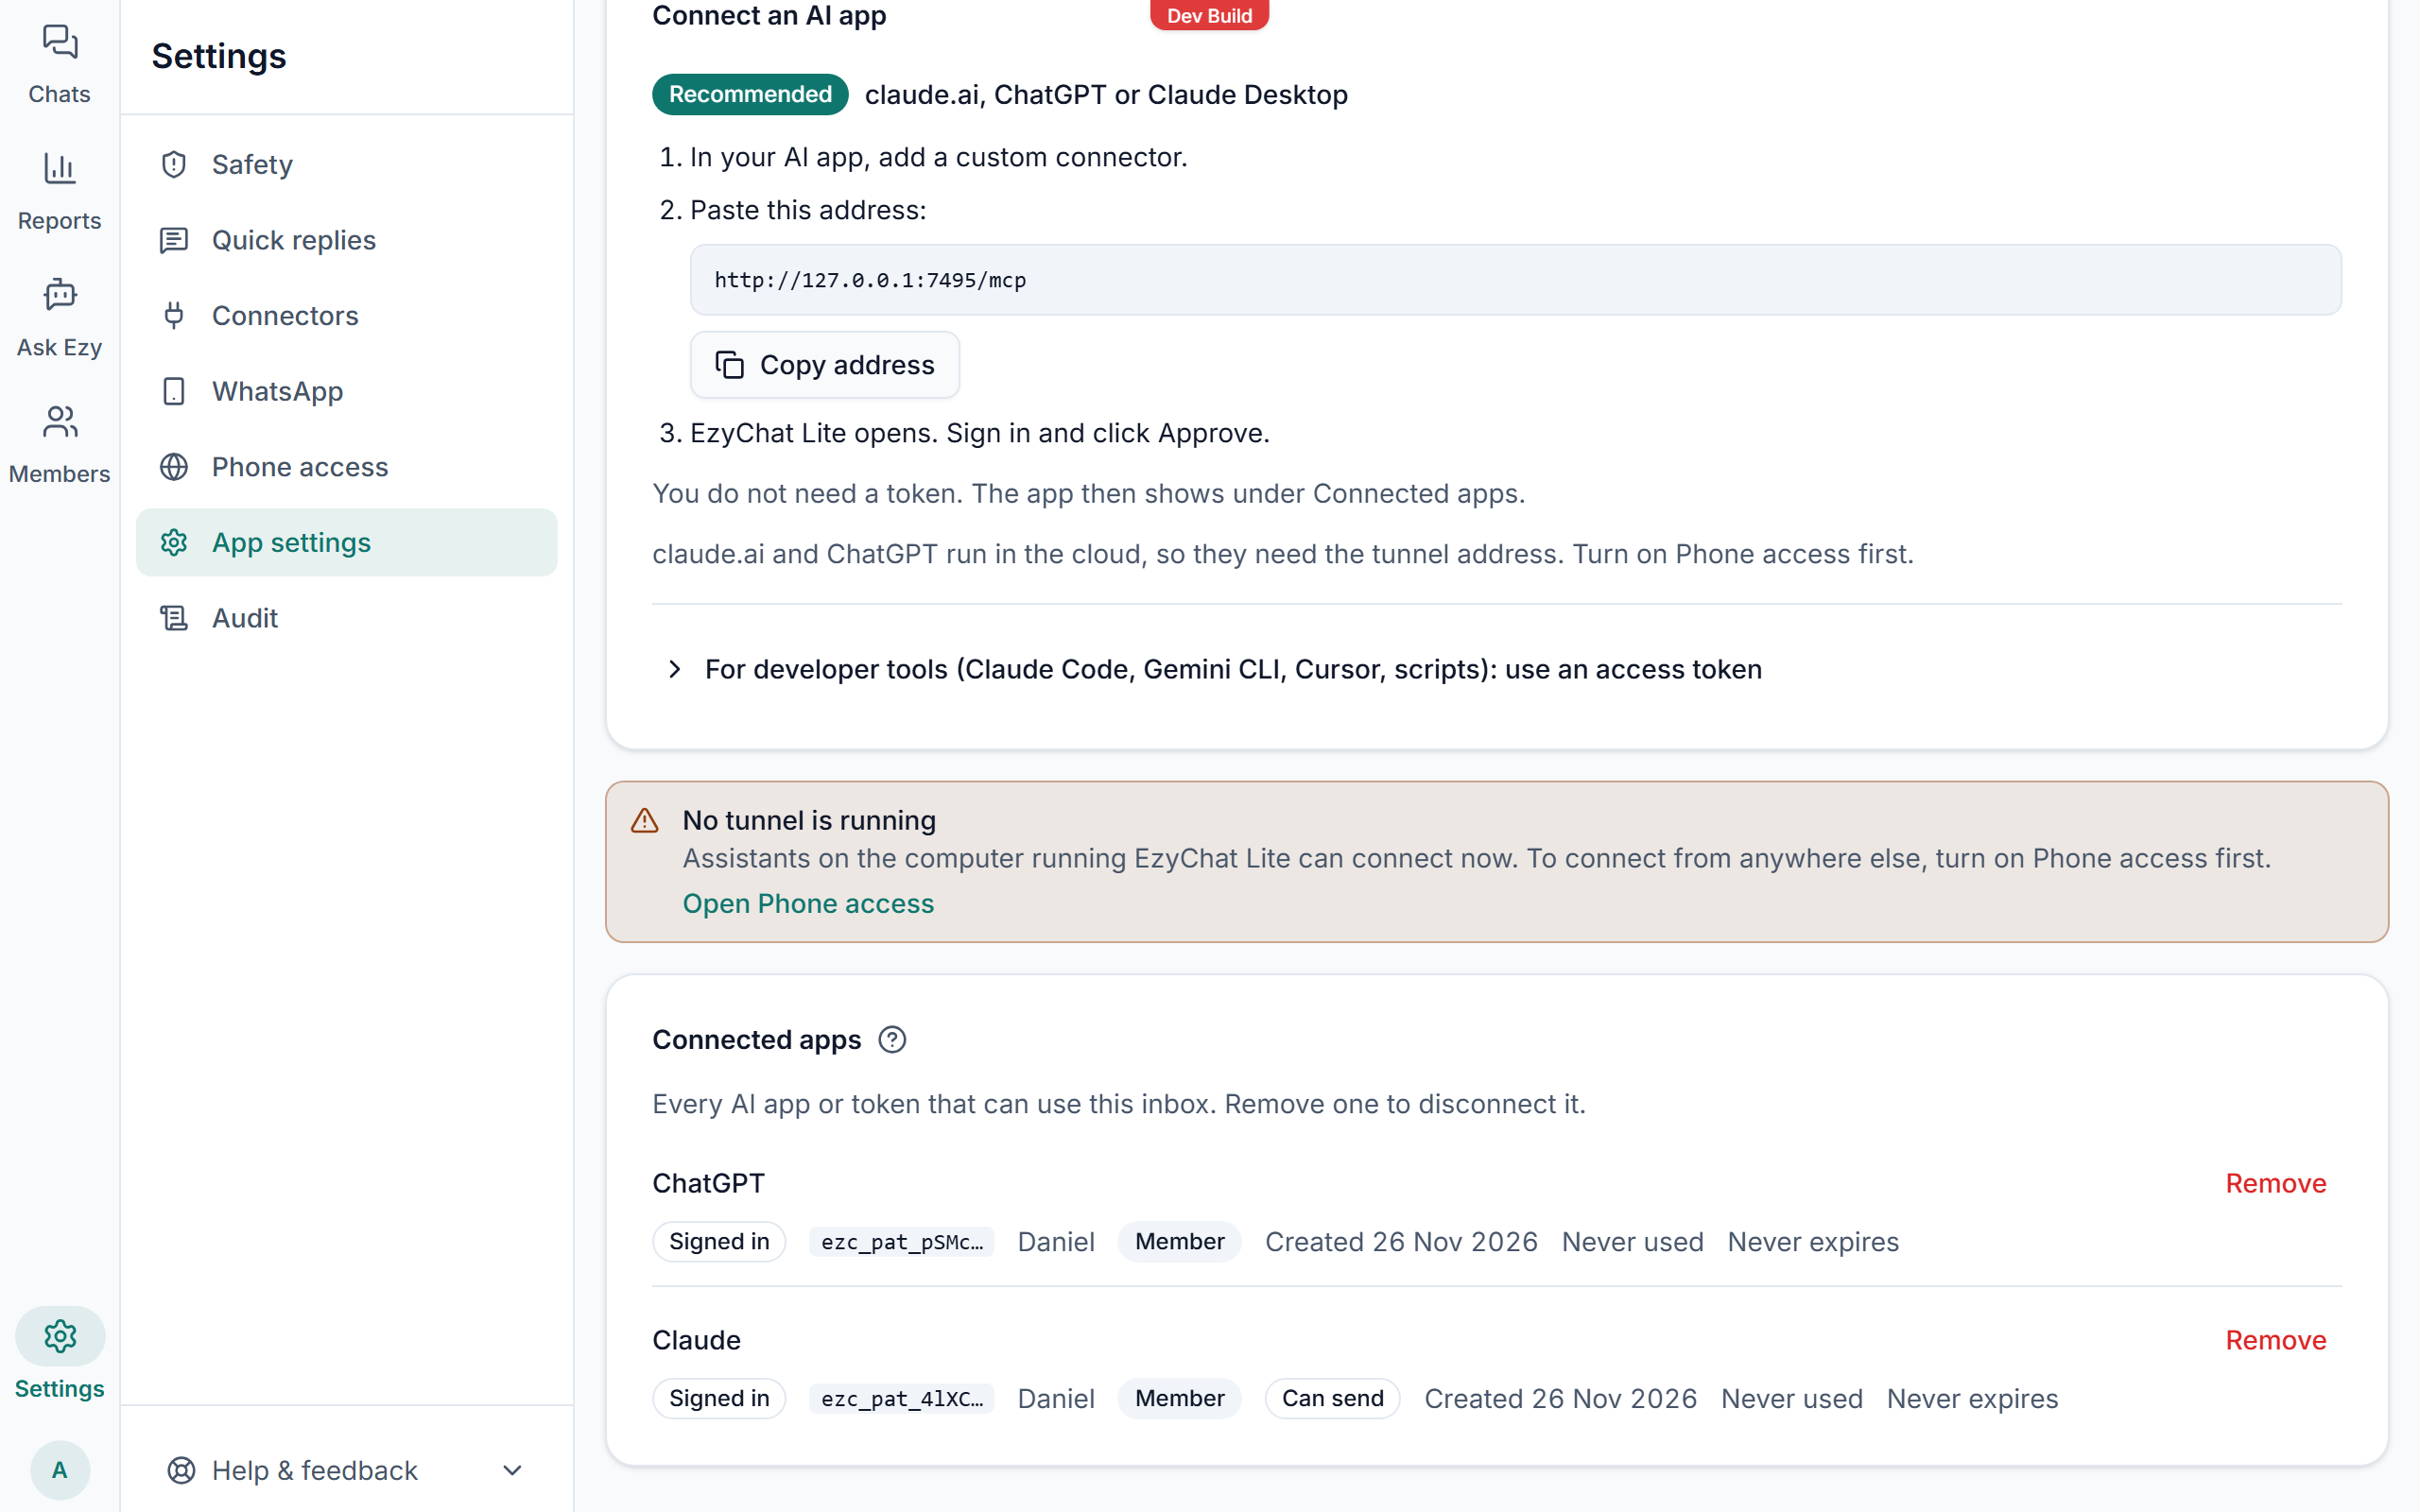 Chats
Reports
Ask Ezy
Members
Settings
A
Settings
Safety
Quick replies
Connectors
WhatsApp
Phone access
App settings
Audit
Help & feedback
Dev Build
Connect an AI app
Recommended claude.ai, ChatGPT or Claude Desktop
1. In your AI app, add a custom connector.
2. Paste this address:
http://127.0.0.1:7495/mcp
Copy address
3. EzyChat Lite opens. Sign in and click Approve.
You do not need a token. The app then shows under Connected apps.
claude.ai and ChatGPT run in the cloud, so they need the tunnel address. Turn on Phone access first.
For developer tools (Claude Code, Gemini CLI, Cursor, scripts): use an access token
No tunnel is running
Assistants on the computer running EzyChat Lite can connect now. To connect from anywhere else, turn on Phone access first.
Open Phone access
Connected apps
Every AI app or token that can use this inbox. Remove one to disconnect it.
ChatGPT Remove
Signed in ezc_pat_pSMc… Daniel Member Created 26 Nov 2026 Never used Never expires
Claude Remove
Signed in ezc_pat_4lXC… Daniel Member Can send Created 26 Nov 2026 Never used Never expires